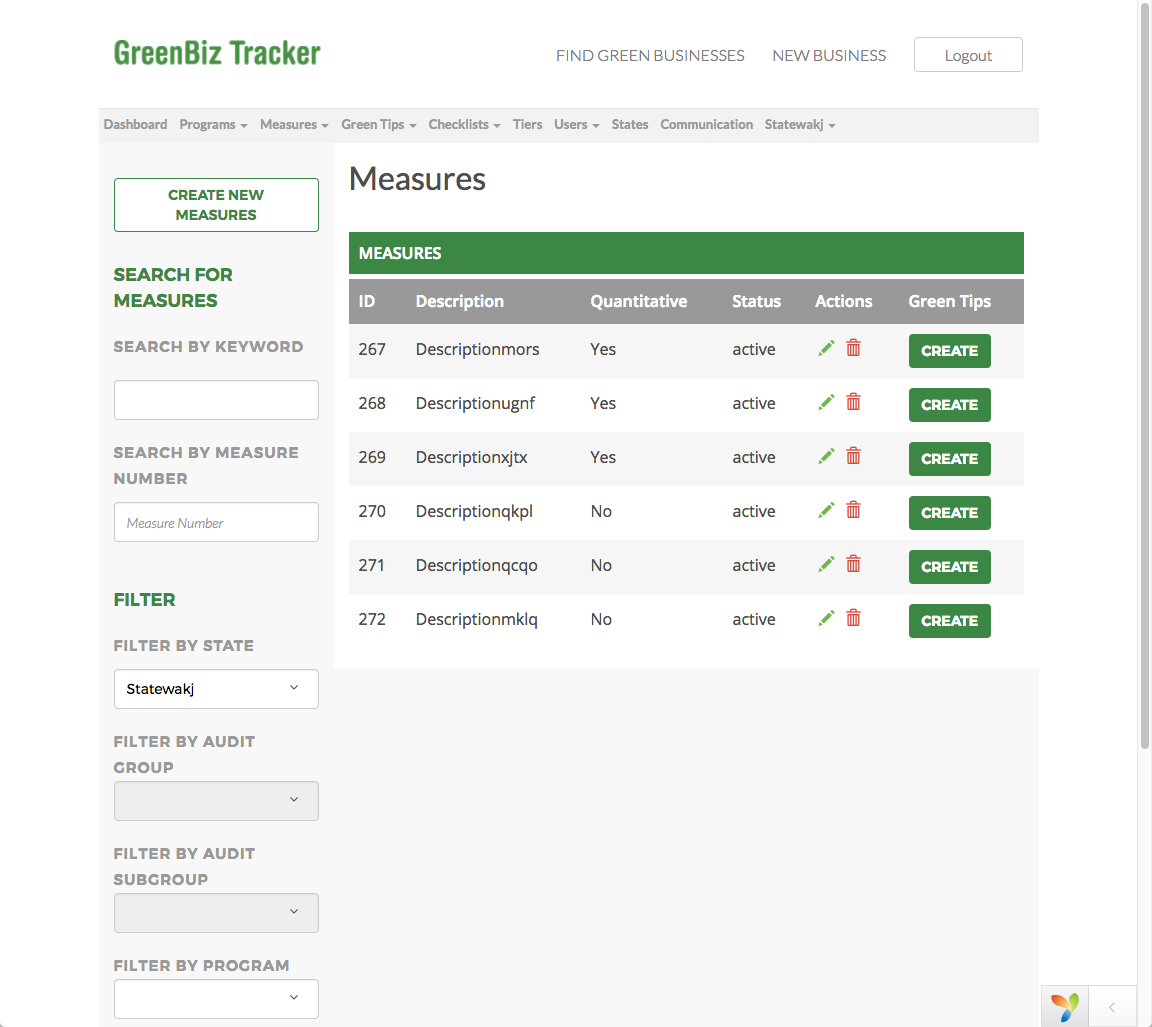 GreenBiz Tracker
FIND GREEN BUSINESSES NEW BUSINESS Logout
Dashboard Programs Measures Green Tips Checklists Tiers Users States Communication Statewakj
CREATE NEW
MEASURES
SEARCH FOR
MEASURES
SEARCH BY KEYWORD
SEARCH BY MEASURE
NUMBER
Measure Number
FILTER
FILTER BY STATE
Statewakj
FILTER BY AUDIT
GROUP
FILTER BY AUDIT
SUBGROUP
FILTER BY PROGRAM
Measures
MEASURES
ID Description Quantitative Status Actions Green Tips
267 Descriptionmors Yes active CREATE
268 Descriptionugnf Yes active CREATE
269 Descriptionxjtx Yes active CREATE
270 Descriptionqkpl No active CREATE
271 Descriptionqcqo No active CREATE
272 Descriptionmklq No active CREATE